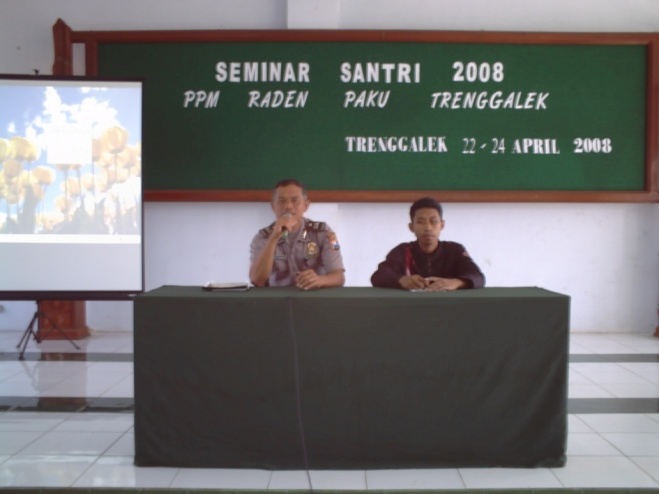 SEMINAR SANTRI 2008
PPM RADEN PAKU TRENGGALEK
TRENGGALEK 22 - 24 APRIL 2008